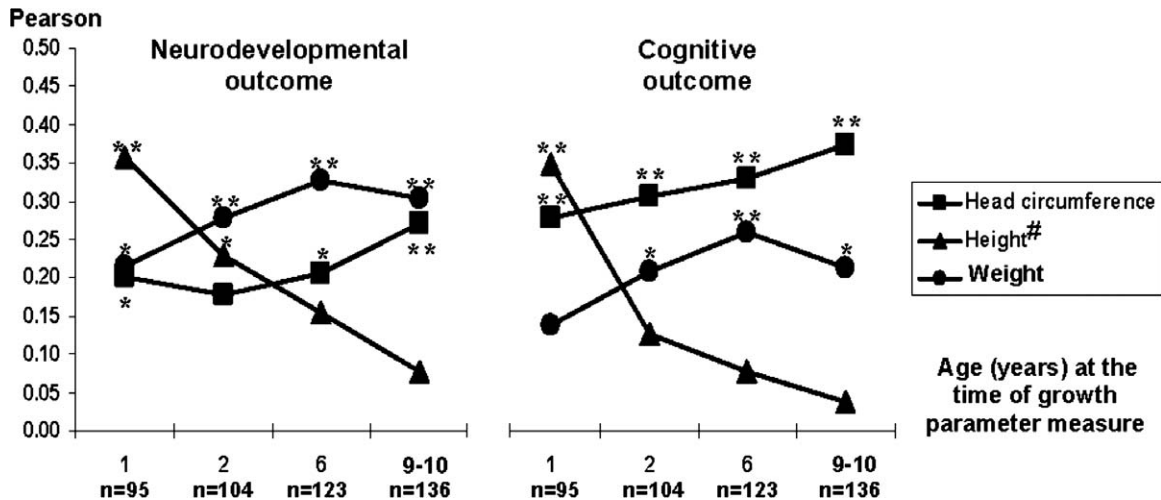 Pearson
0.50
0.45
0.40
0.35
0.30
0.25
0.20
0.15
0.10
0.05
0.00
Neurodevelopmental
outcome
**
*
*
**
*
**
*
**
**
1 2 6 9-10
n=95 n=104 n=123 n=136
Cognitive
outcome
**
**
**
*
**
**
**
*
1 2 6 9-10
n=95 n=104 n=123 n=136
Head circumference
Height#
Weight
Age (years) at the
time of growth
parameter measure